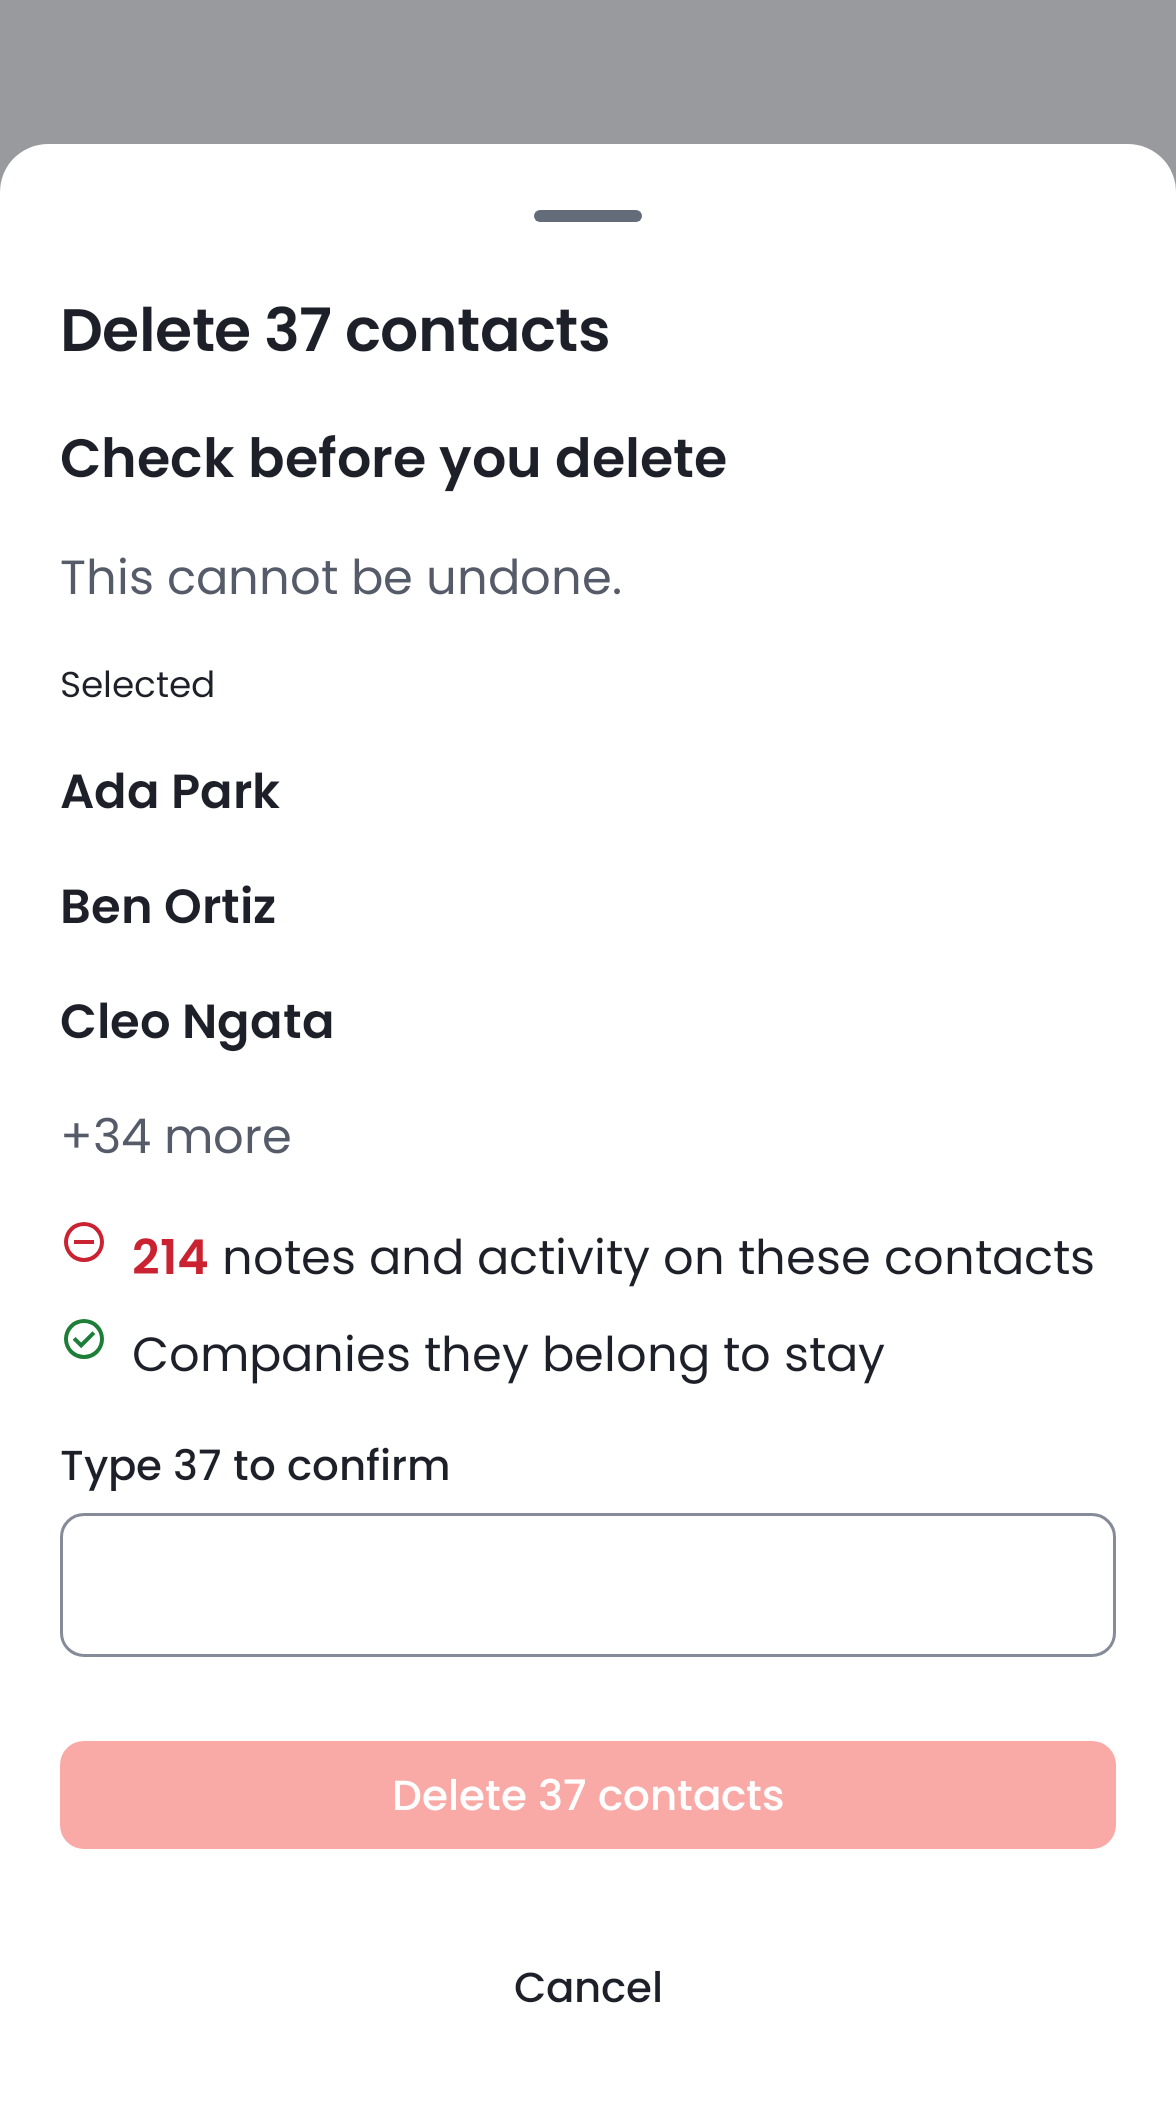 Delete 37 contacts
Check before you delete
This cannot be undone.
Selected
Ada Park
Ben Ortiz
Cleo Ngata
+34 more
214 notes and activity on these contacts
Companies they belong to stay
Type 37 to confirm
Delete 37 contacts
Cancel